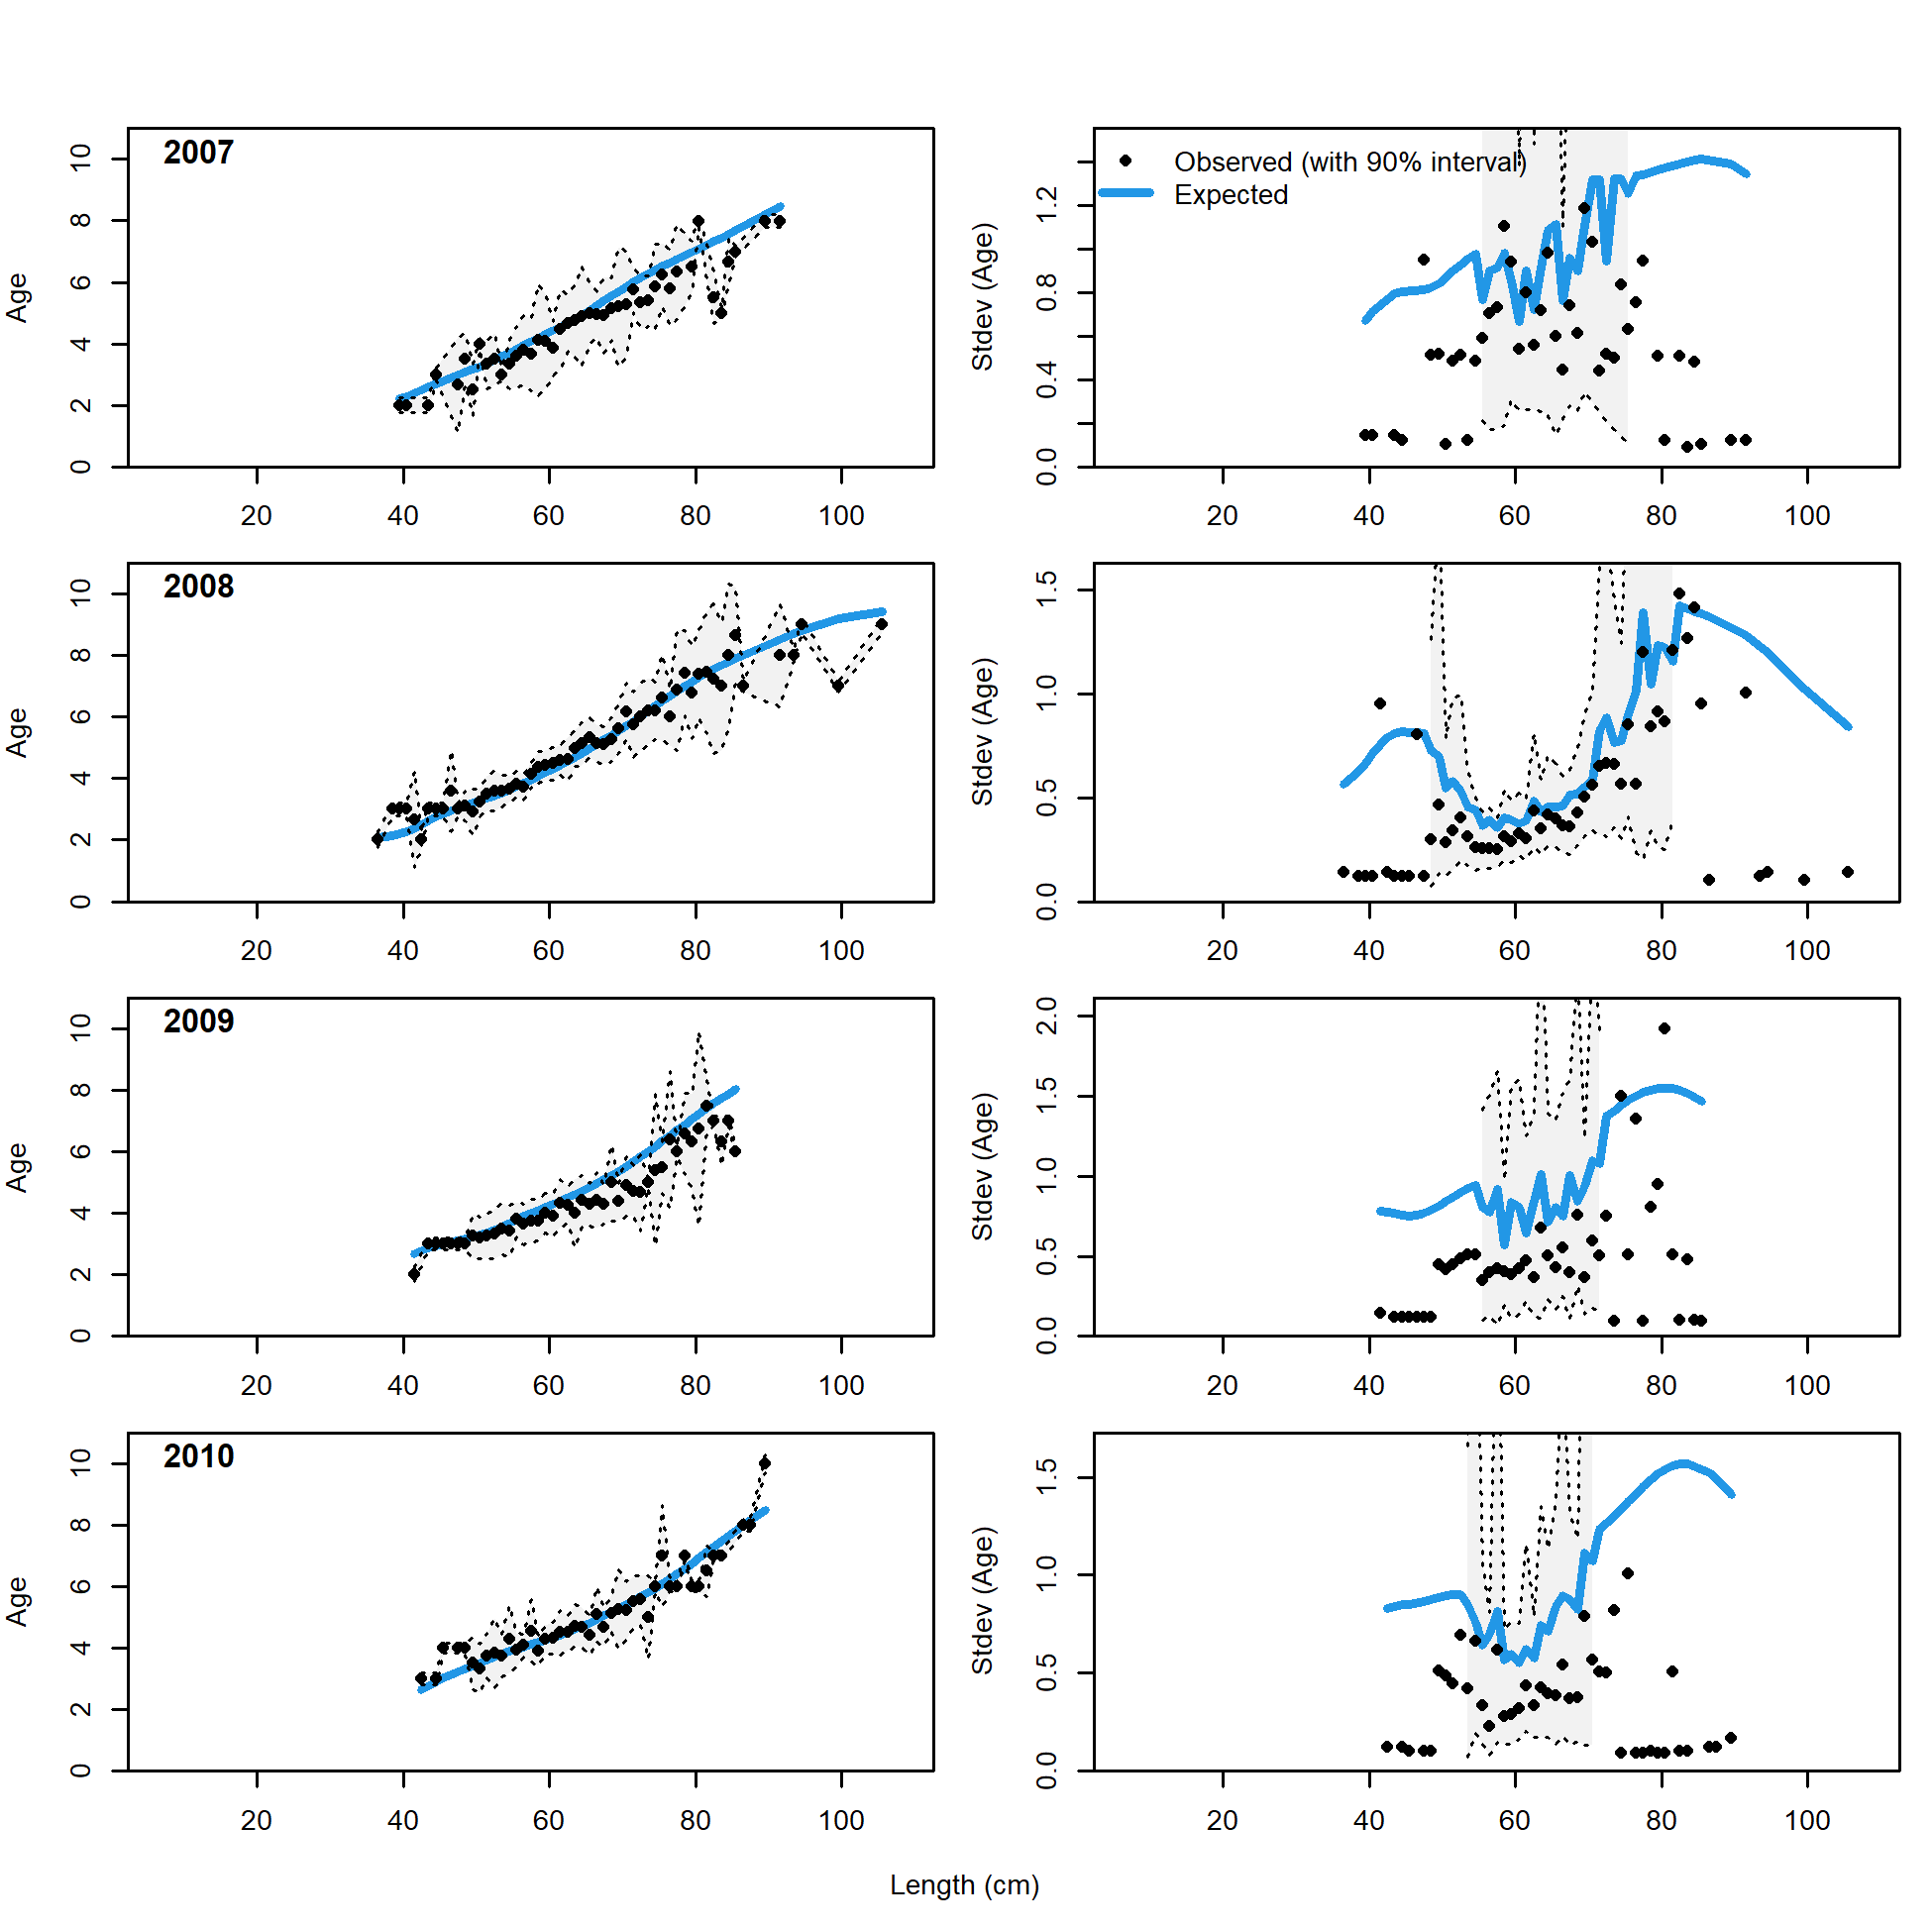 2007
Age
0 2 4 6 8 10
20 40 60 80 100
Observed (with 90% interval)
Expected
Stdev (Age)
0.0 0.4 0.8 1.2
20 40 60 80 100
2008
Age
0 2 4 6 8 10
20 40 60 80 100
Stdev (Age)
0.0 0.5 1.0 1.5
20 40 60 80 100
2009
Age
0 2 4 6 8 10
20 40 60 80 100
Stdev (Age)
0.0 0.5 1.0 1.5 2.0
20 40 60 80 100
2010
Age
0 2 4 6 8 10
20 40 60 80 100
Stdev (Age)
0.0 0.5 1.0 1.5
20 40 60 80 100
Length (cm)